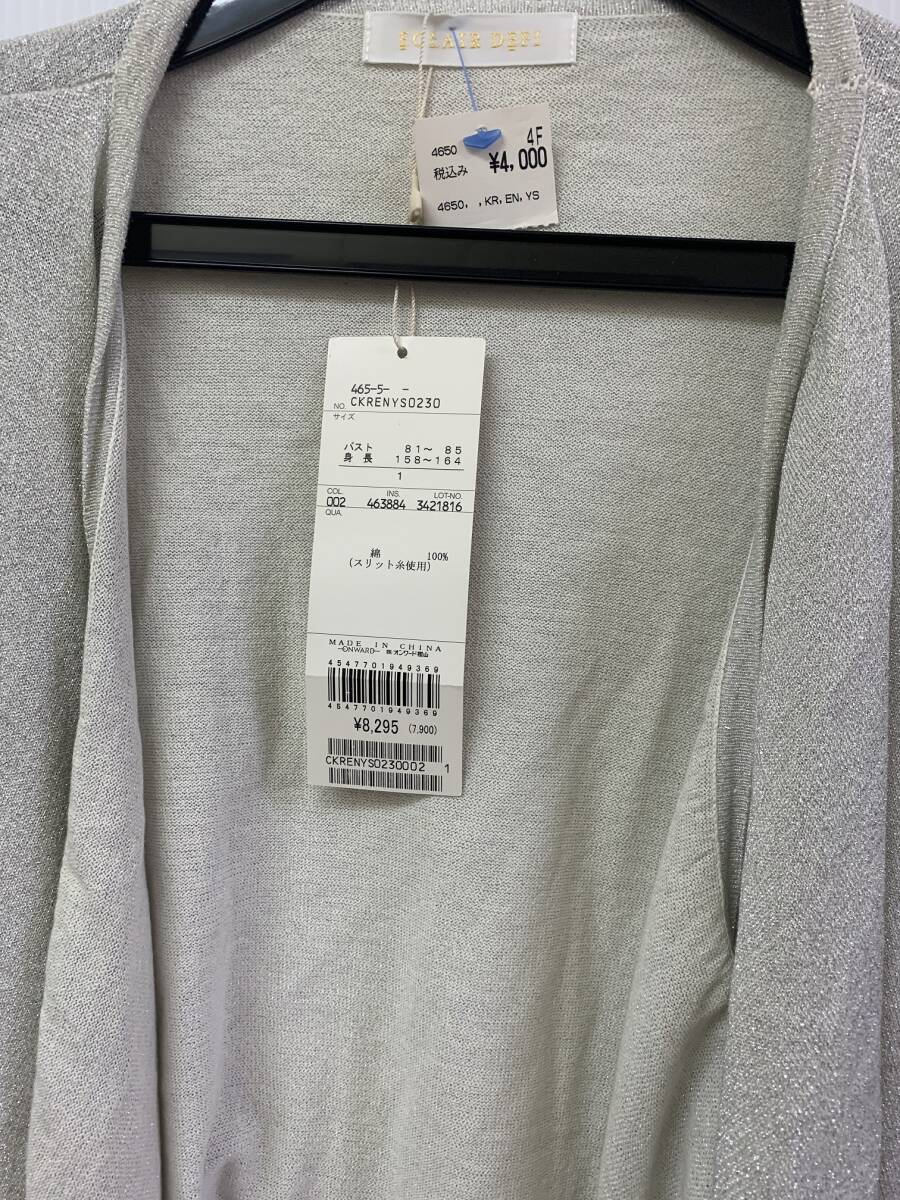 ECLAIR DEFI
4650 4F
税込み ¥4,000
4650, ,KR,EN,YS
465-5- -
NO. CKRENYS0230
サイズ
バスト 81～ 85
身長 158～164
1
COL. INS. LOT-NO.
002 463884 3421816
QUA.
綿 100%
(スリット糸使用)
MADE IN CHINA
-ONWARD- ㈱オンワード樫山
4547701949369
4547701949369
¥8,295 (7,900)
CKRENYS0230002 1